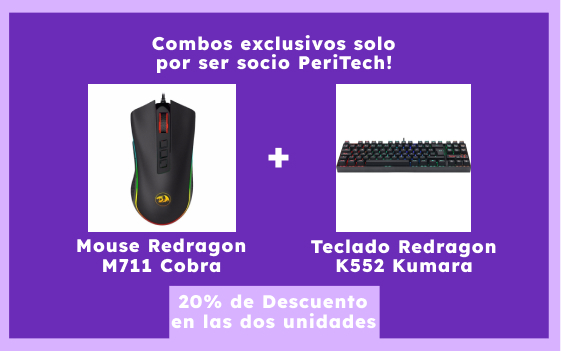 Combos exclusivos solo
por ser socio PeriTech!
+
Mouse Redragon
M711 Cobra
Teclado Redragon
K552 Kumara
20% de Descuento
en las dos unidades